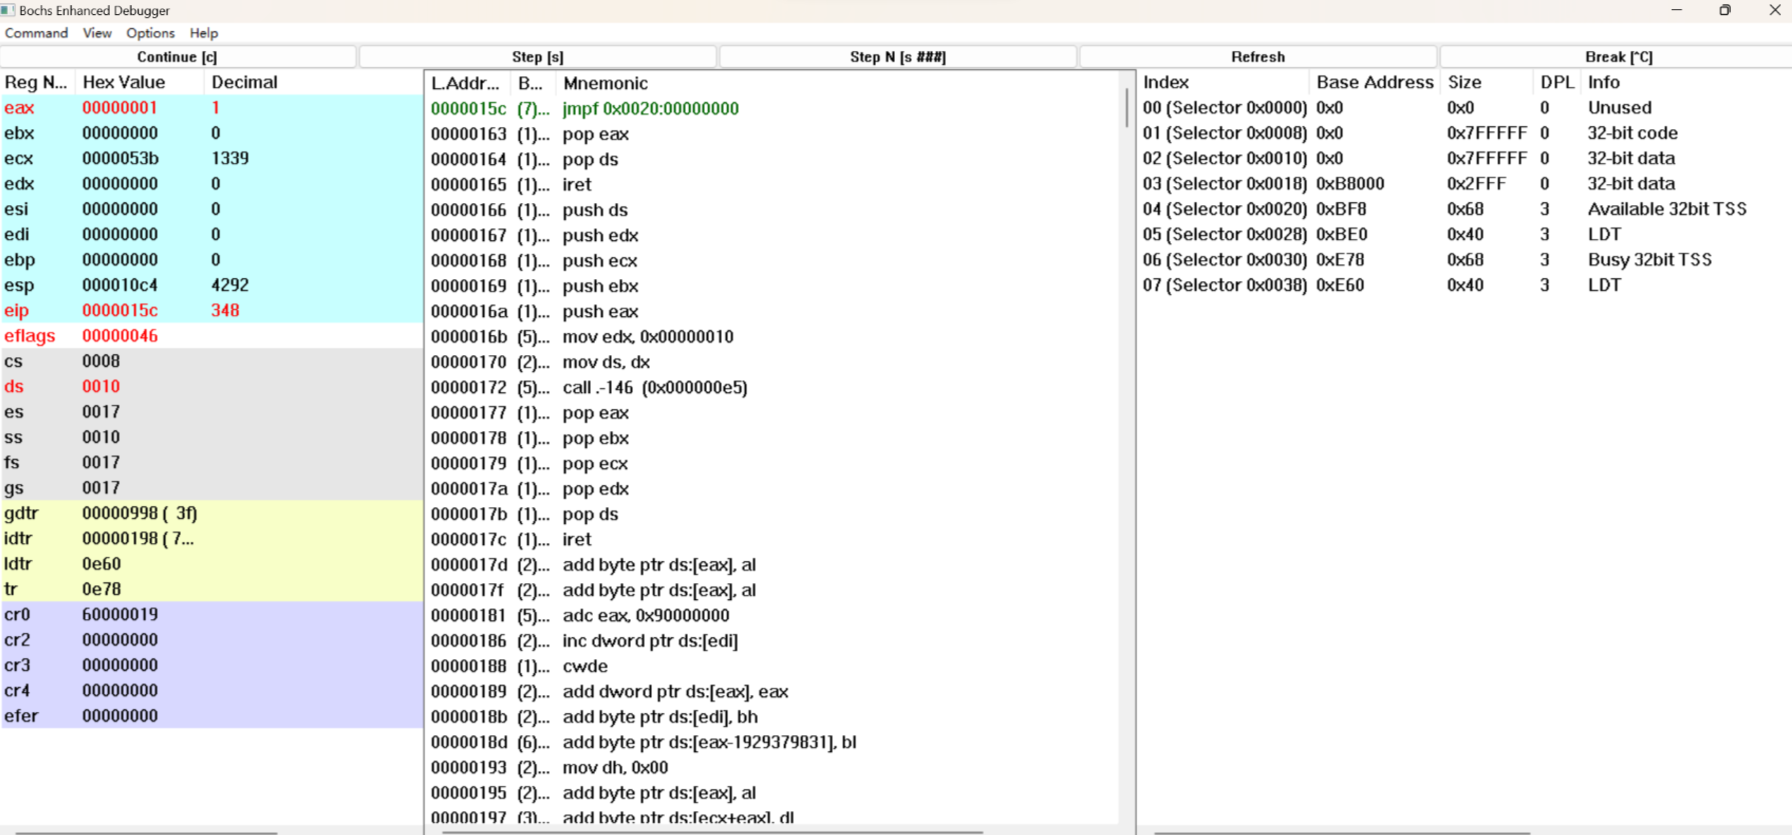 Bochs Enhanced Debugger
Command View Options Help
Continue [c] Step [s] Step N [s ###] Refresh Break [^C]
Reg N... Hex Value Decimal
eax 00000001 1
ebx 00000000 0
ecx 0000053b 1339
edx 00000000 0
esi 00000000 0
edi 00000000 0
ebp 00000000 0
esp 000010c4 4292
eip 0000015c 348
eflags 00000046
cs 0008
ds 0010
es 0017
ss 0010
fs 0017
gs 0017
gdtr 00000998 ( 3f)
idtr 00000198 ( 7...
ldtr 0e60
tr 0e78
cr0 60000019
cr2 00000000
cr3 00000000
cr4 00000000
efer 00000000
L.Addr... B... Mnemonic
0000015c (7)... jmpf 0x0020:00000000
00000163 (1)... pop eax
00000164 (1)... pop ds
00000165 (1)... iret
00000166 (1)... push ds
00000167 (1)... push edx
00000168 (1)... push ecx
00000169 (1)... push ebx
0000016a (1)... push eax
0000016b (5)... mov edx, 0x00000010
00000170 (2)... mov ds, dx
00000172 (5)... call .-146 (0x000000e5)
00000177 (1)... pop eax
00000178 (1)... pop ebx
00000179 (1)... pop ecx
0000017a (1)... pop edx
0000017b (1)... pop ds
0000017c (1)... iret
0000017d (2)... add byte ptr ds:[eax], al
0000017f (2)... add byte ptr ds:[eax], al
00000181 (5)... adc eax, 0x90000000
00000186 (2)... inc dword ptr ds:[edi]
00000188 (1)... cwde
00000189 (2)... add dword ptr ds:[eax], eax
0000018b (2)... add byte ptr ds:[edi], bh
0000018d (6)... add byte ptr ds:[eax-1929379831], bl
00000193 (2)... mov dh, 0x00
00000195 (2)... add byte ptr ds:[eax], al
00000197 (3)... add byte ptr ds:[ecx+eax], dl
Index Base Address Size DPL Info
00 (Selector 0x0000) 0x0 0x0 0 Unused
01 (Selector 0x0008) 0x0 0x7FFFFF 0 32-bit code
02 (Selector 0x0010) 0x0 0x7FFFFF 0 32-bit data
03 (Selector 0x0018) 0xB8000 0x2FFF 0 32-bit data
04 (Selector 0x0020) 0xBF8 0x68 3 Available 32bit TSS
05 (Selector 0x0028) 0xBE0 0x40 3 LDT
06 (Selector 0x0030) 0xE78 0x68 3 Busy 32bit TSS
07 (Selector 0x0038) 0xE60 0x40 3 LDT